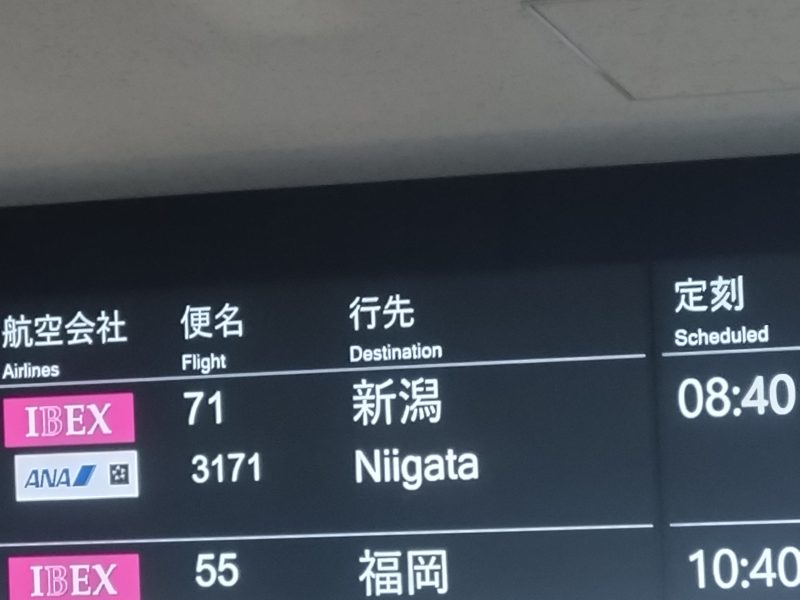 航空会社 便名 行先 定刻
Airlines Flight Destination Scheduled
IBEX 71 新潟 08:40
ANA 3171 Niigata
IBEX 55 福岡 10:40